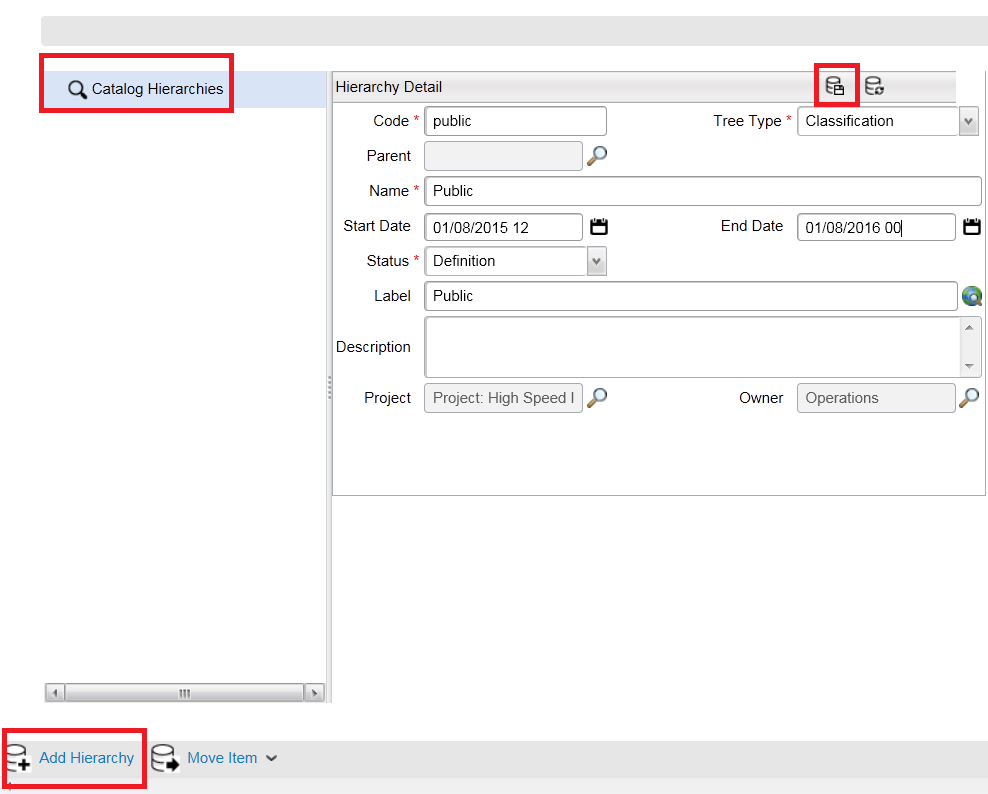 Catalog Hierarchies
Hierarchy Detail
Code * public Tree Type * Classification
Parent
Name * Public
Start Date 01/08/2015 12 End Date 01/08/2016 00
Status * Definition
Label Public
Description
Project Project: High Speed I Owner Operations
Add Hierarchy Move Item